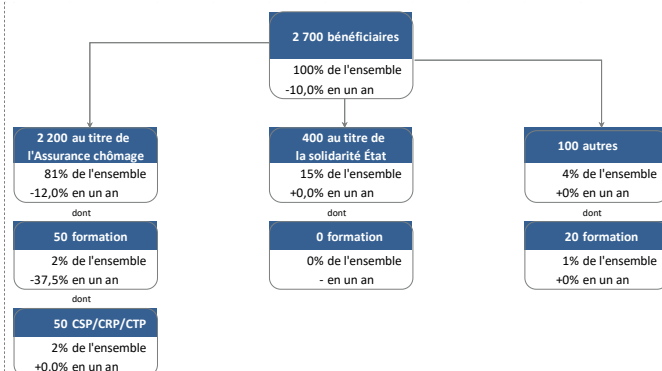 2 700 bénéficiaires
100% de l'ensemble
-10,0% en un an
2 200 au titre de
l'Assurance chômage
81% de l'ensemble
-12,0% en un an
dont
50 formation
2% de l'ensemble
-37,5% en un an
dont
50 CSP/CRP/CTP
2% de l'ensemble
+0,0% en un an
400 au titre de
la solidarité État
15% de l'ensemble
+0,0% en un an
dont
0 formation
0% de l'ensemble
- en un an
100 autres
4% de l'ensemble
+0% en un an
dont
20 formation
1% de l'ensemble
+0% en un an